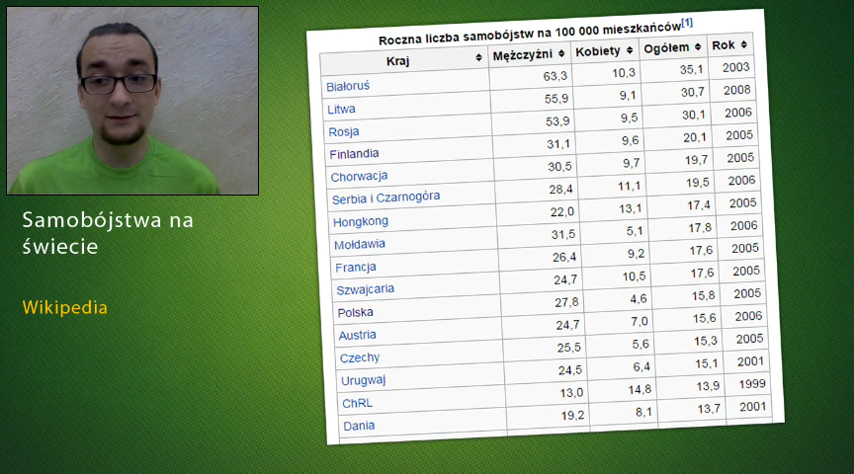 Samobójstwa na
świecie
Wikipedia
Roczna liczba samobójstw na 100 000 mieszkańców[1]
Kraj Mężczyźni Kobiety Ogółem Rok
Białoruś 63,3 10,3 35,1 2003
Litwa 55,9 9,1 30,7 2008
Rosja 53,9 9,5 30,1 2006
Finlandia 31,1 9,6 20,1 2005
Chorwacja 30,5 9,7 19,7 2005
Serbia i Czarnogóra 28,4 11,1 19,5 2006
Hongkong 22,0 13,1 17,4 2005
Mołdawia 31,5 5,1 17,8 2006
Francja 26,4 9,2 17,6 2005
Szwajcaria 24,7 10,5 17,6 2005
Polska 27,8 4,6 15,8 2005
Austria 24,7 7,0 15,6 2006
Czechy 25,5 5,6 15,3 2005
Urugwaj 24,5 6,4 15,1 2001
ChRL 13,0 14,8 13,9 1999
Dania 19,2 8,1 13,7 2001